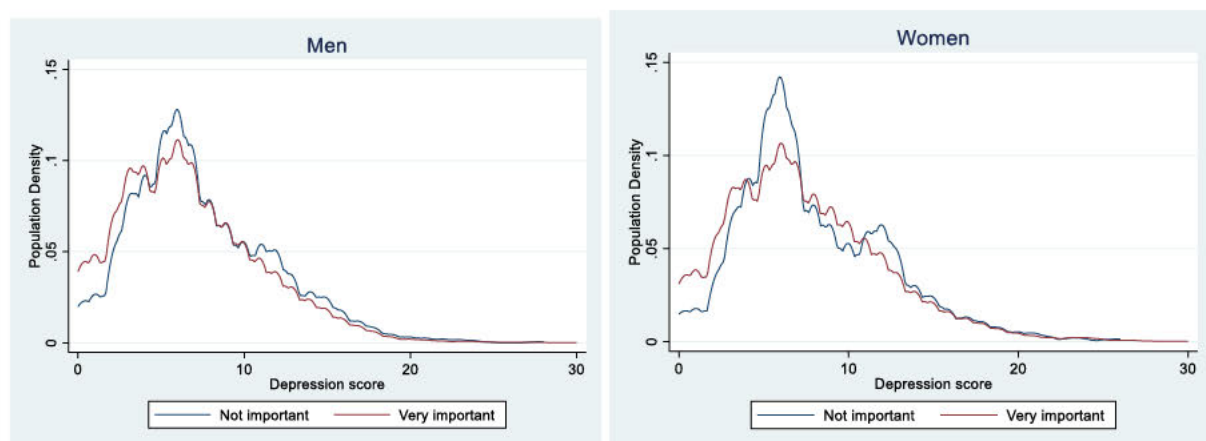 Men
Population Density
.15
.1
.05
0
0 10 20 30
Depression score
Not important Very important
Women
Population Density
.15
.1
.05
0
0 10 20 30
Depression score
Not important Very important